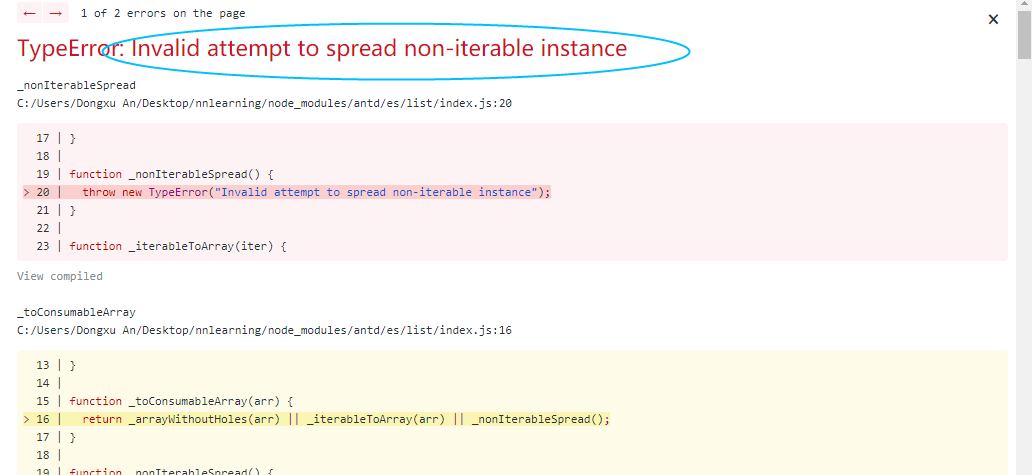 ← → 1 of 2 errors on the page
×
TypeError: Invalid attempt to spread non-iterable instance
_nonIterableSpread
C:/Users/Dongxu An/Desktop/nnlearning/node_modules/antd/es/list/index.js:20
17 | }
18 |
19 | function _nonIterableSpread() {
> 20 | throw new TypeError("Invalid attempt to spread non-iterable instance");
21 | }
22 |
23 | function _iterableToArray(iter) {
View compiled
_toConsumableArray
C:/Users/Dongxu An/Desktop/nnlearning/node_modules/antd/es/list/index.js:16
13 | }
14 |
15 | function _toConsumableArray(arr) {
> 16 | return _arrayWithoutHoles(arr) || _iterableToArray(arr) || _nonIterableSpread();
17 | }
18 |
19 | function _nonIterableSpread() {